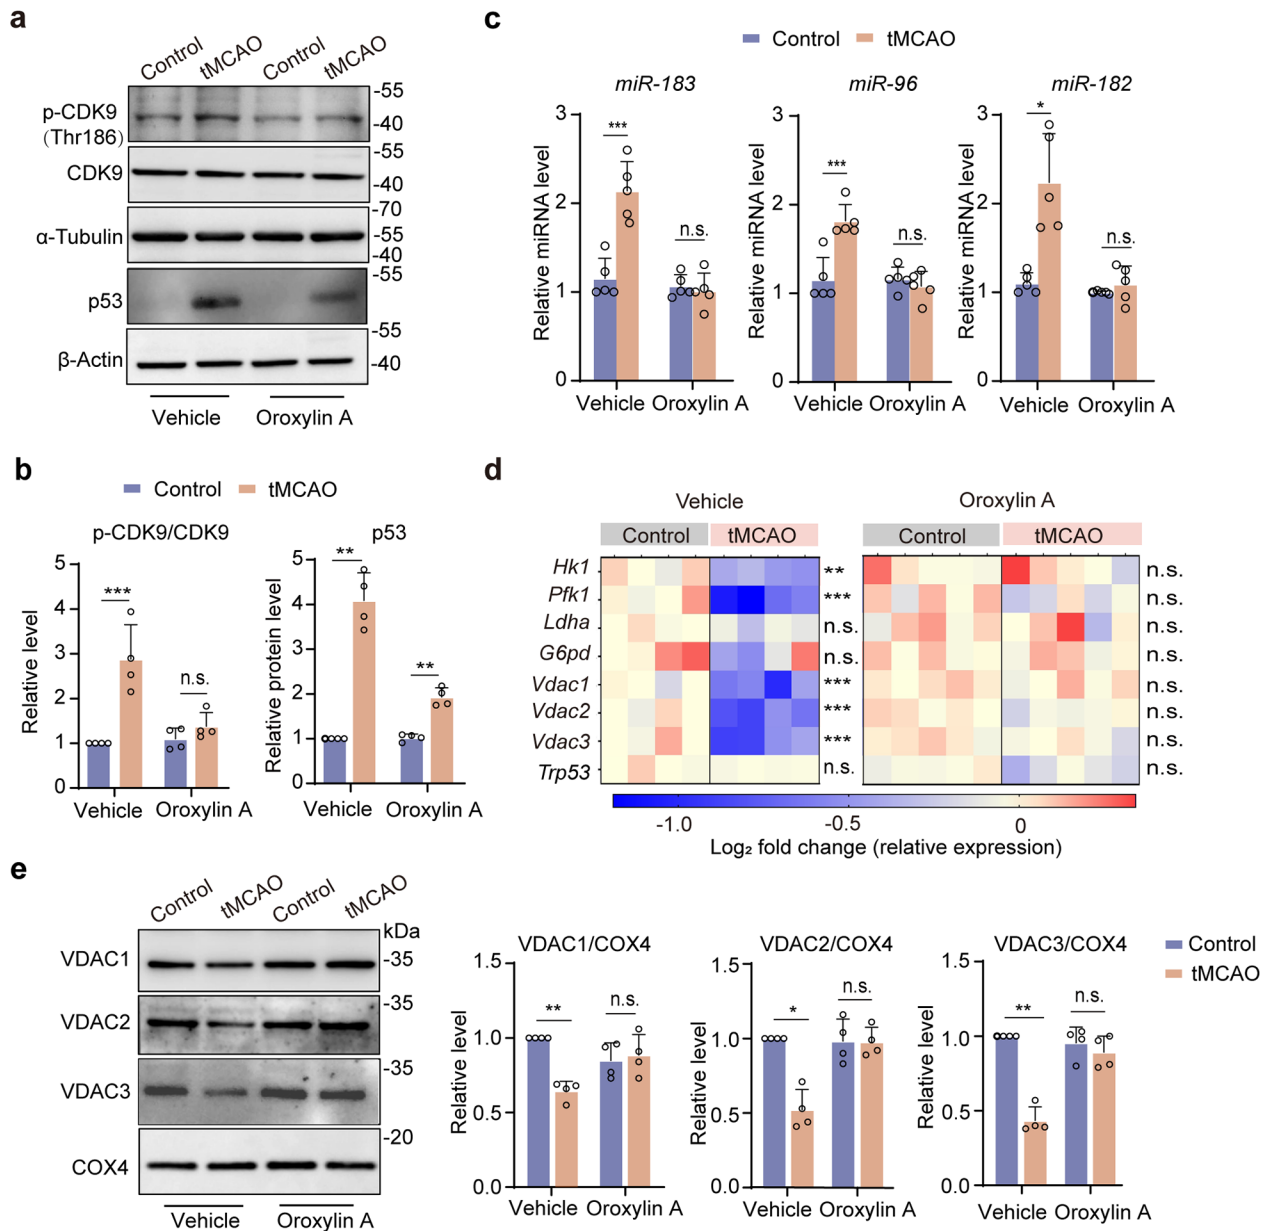 a
Control tMCAO Control tMCAO
p-CDK9
(Thr186)
-55
-40
CDK9
-55
-40
α-Tubulin
-70
-55
-40
p53
-55
β-Actin
-55
-40
Vehicle Oroxylin A
b
Control tMCAO
p-CDK9/CDK9
Relative level
5
4
3
2
1
0
*** n.s.
Vehicle Oroxylin A
p53
Relative protein level
5
4
3
2
1
0
** **
Vehicle Oroxylin A
c
Control tMCAO
miR-183
Relative miRNA level
3
2
1
0
*** n.s.
Vehicle Oroxylin A
miR-96
Relative miRNA level
3
2
1
0
*** n.s.
Vehicle Oroxylin A
miR-182
Relative miRNA level
3
2
1
0
* n.s.
Vehicle Oroxylin A
d
Vehicle Oroxylin A
Control tMCAO Control tMCAO
Hk1 ** n.s.
Pfk1 *** n.s.
Ldha n.s. n.s.
G6pd n.s. n.s.
Vdac1 *** n.s.
Vdac2 *** n.s.
Vdac3 *** n.s.
Trp53 n.s. n.s.
-1.0 -0.5 0
Log₂ fold change (relative expression)
e
Control tMCAO Control tMCAO
kDa
VDAC1 -35
VDAC2 -35
VDAC3 -35
COX4 -20
Vehicle Oroxylin A
VDAC1/COX4
Relative level
1.5
1.0
0.5
0.0
** n.s.
Vehicle Oroxylin A
VDAC2/COX4
Relative level
1.5
1.0
0.5
0.0
* n.s.
Vehicle Oroxylin A
VDAC3/COX4
Relative level
1.5
1.0
0.5
0.0
** n.s.
Vehicle Oroxylin A
Control
tMCAO